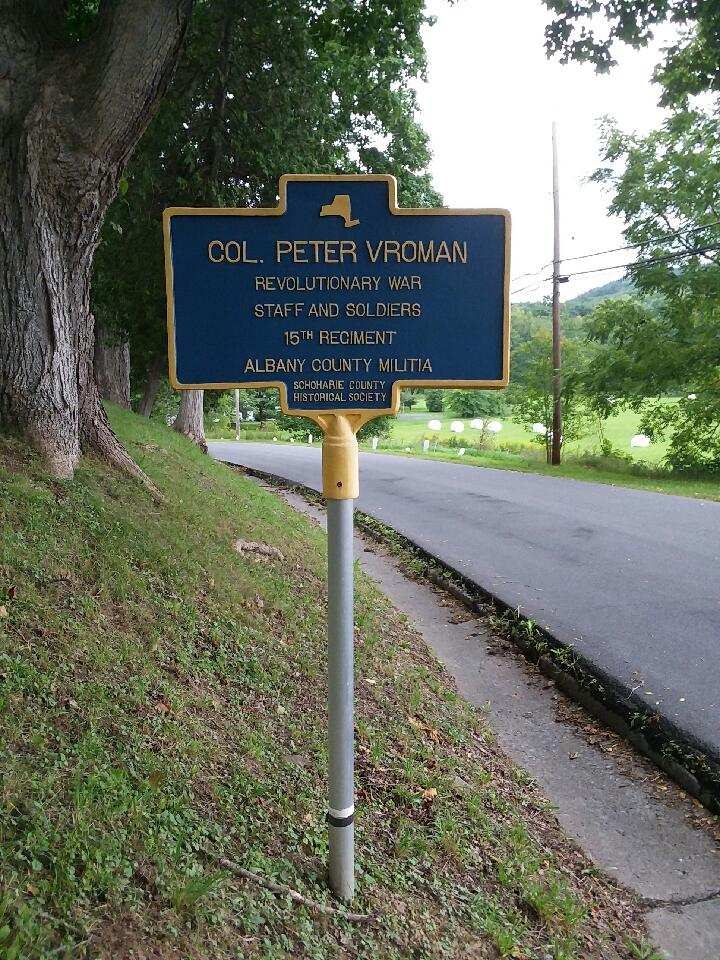 COL. PETER VROMAN
REVOLUTIONARY WAR
STAFF AND SOLDIERS
15TH REGIMENT
ALBANY COUNTY MILITIA
SCHOHARIE COUNTY
HISTORICAL SOCIETY